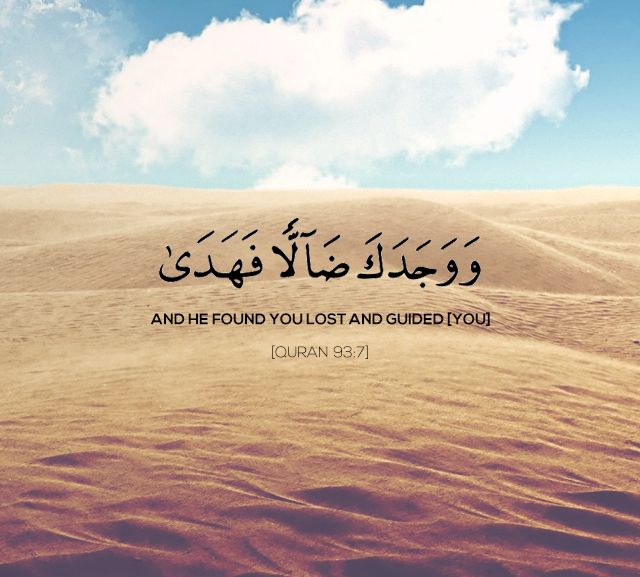 وَوَجَدَكَ ضَآلًّا فَهَدَىٰ
AND HE FOUND YOU LOST AND GUIDED [YOU]
[QURAN 93:7]